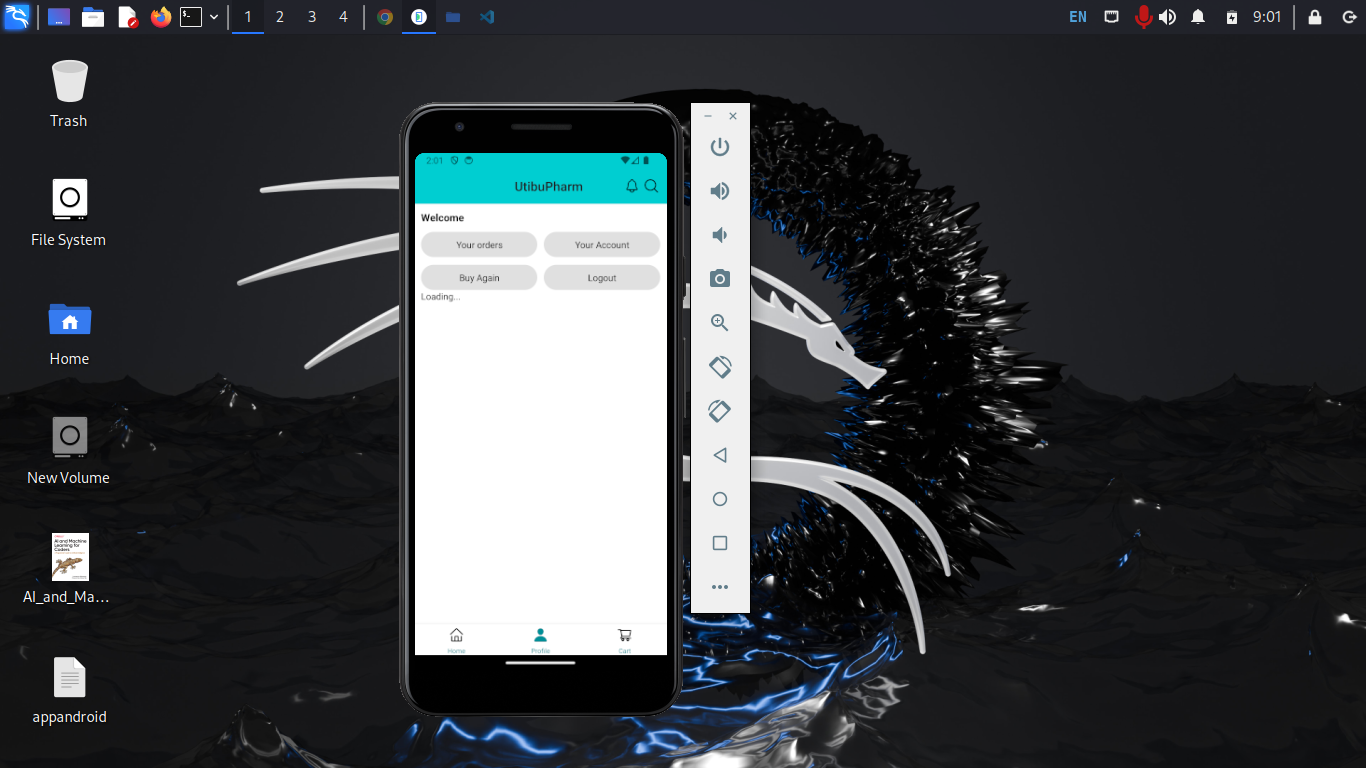 1 2 3 4
EN
9:01
Trash
File System
Home
New Volume
AI and Machine
Learning for
Coders
AI_and_Ma...
appandroid
2:01
UtibuPharm
Welcome
Your orders
Your Account
Buy Again
Logout
Loading...
Home
Profile
Cart